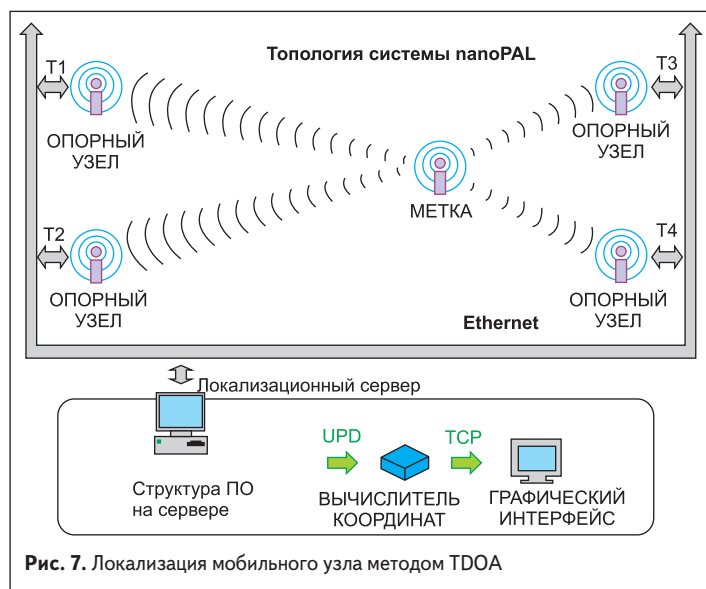 Топология системы nanoPAL
T1
T3
ОПОРНЫЙ
УЗЕЛ
ОПОРНЫЙ
УЗЕЛ
МЕТКА
T2
T4
ОПОРНЫЙ
УЗЕЛ
ОПОРНЫЙ
УЗЕЛ
Ethernet
Локализационный сервер
UPD
TCP
Структура ПО
на сервере
ВЫЧИСЛИТЕЛЬ
КООРДИНАТ
ГРАФИЧЕСКИЙ
ИНТЕРФЕЙС
Рис. 7. Локализация мобильного узла методом TDOA